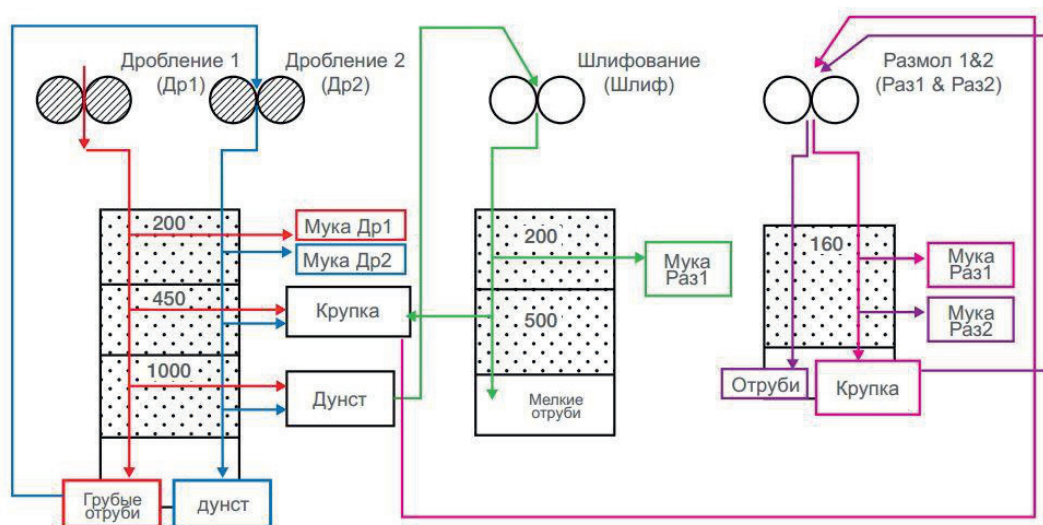 Дробление 1
(Др1)
Дробление 2
(Др2)
Шлифование
(Шлиф)
Размол 1&2
(Раз1 & Раз2)
200
Мука Др1
Мука Др2
450
Крупка
1000
Дунст
Грубые
отруби
дунст
200
Мука
Раз1
500
Мелкие
отруби
160
Мука
Раз1
Мука
Раз2
Отруби
Крупка